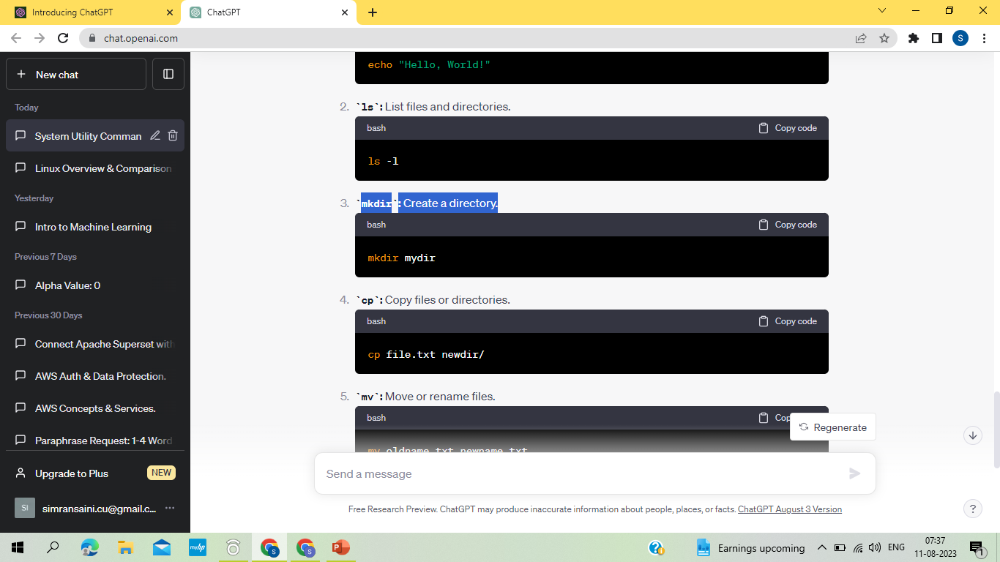 Introducing ChatGPT
ChatGPT
chat.openai.com
S
New chat
Today
System Utility Comman
Linux Overview & Comparison
Yesterday
Intro to Machine Learning
Previous 7 Days
Alpha Value: 0
Previous 30 Days
Connect Apache Superset with
AWS Auth & Data Protection.
AWS Concepts & Services.
Paraphrase Request: 1-4 Word
Upgrade to Plus NEW
SI simransaini.cu@gmail.c...
echo "Hello, World!"
2. `ls`: List files and directories.
bash Copy code
ls -l
3. `mkdir`: Create a directory.
bash Copy code
mkdir mydir
4. `cp`: Copy files or directories.
bash Copy code
cp file.txt newdir/
5. `mv`: Move or rename files.
bash Cop
Regenerate
mv oldname.txt newname.txt
Send a message
Free Research Preview. ChatGPT may produce inaccurate information about people, places, or facts. ChatGPT August 3 Version
?
myhp
S
S
P
Earnings upcoming
ENG
07:37
11-08-2023
1